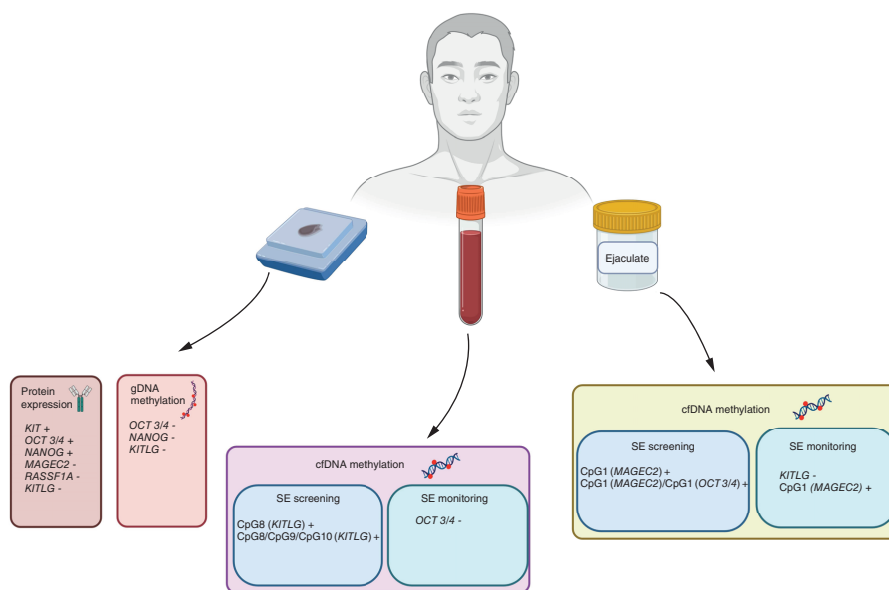 Ejaculate
Protein
expression
KIT +
OCT 3/4 +
NANOG +
MAGEC2 -
RASSF1A -
KITLG -
gDNA
methylation
OCT 3/4 -
NANOG -
KITLG -
cfDNA methylation
SE screening
CpG8 (KITLG) +
CpG8/CpG9/CpG10 (KITLG) +
SE monitoring
OCT 3/4 -
cfDNA methylation
SE screening
CpG1 (MAGEC2) +
CpG1 (MAGEC2)/CpG1 (OCT 3/4) +
SE monitoring
KITLG -
CpG1 (MAGEC2) +